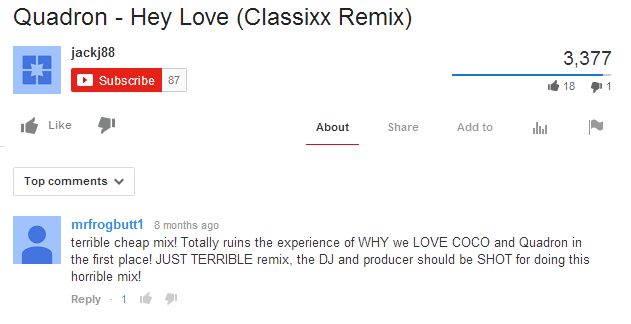 Quadron - Hey Love (Classixx Remix)
jackj88
Subscribe 87
3,377
18 1
Like
About Share Add to
Top comments
mrfrogbutt1 8 months ago
terrible cheap mix! Totally ruins the experience of WHY we LOVE COCO and Quadron in
the first place! JUST TERRIBLE remix, the DJ and producer should be SHOT for doing this
horrible mix!
Reply · 1